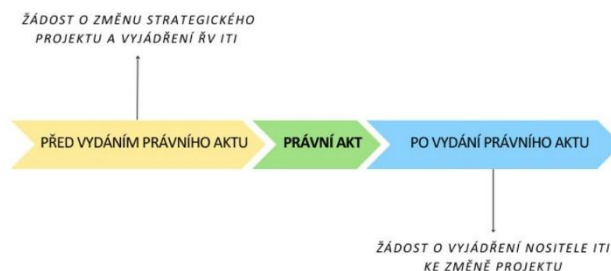 ŽÁDOST O ZMĚNU STRATEGICKÉHO
PROJEKTU A VYJÁDŘENÍ ŘV ITI
PŘED VYDÁNÍM PRÁVNÍHO AKTU
PRÁVNÍ AKT
PO VYDÁNÍ PRÁVNÍHO AKTU
ŽÁDOST O VYJÁDŘENÍ NOSITELE ITI
KE ZMĚNĚ PROJEKTU